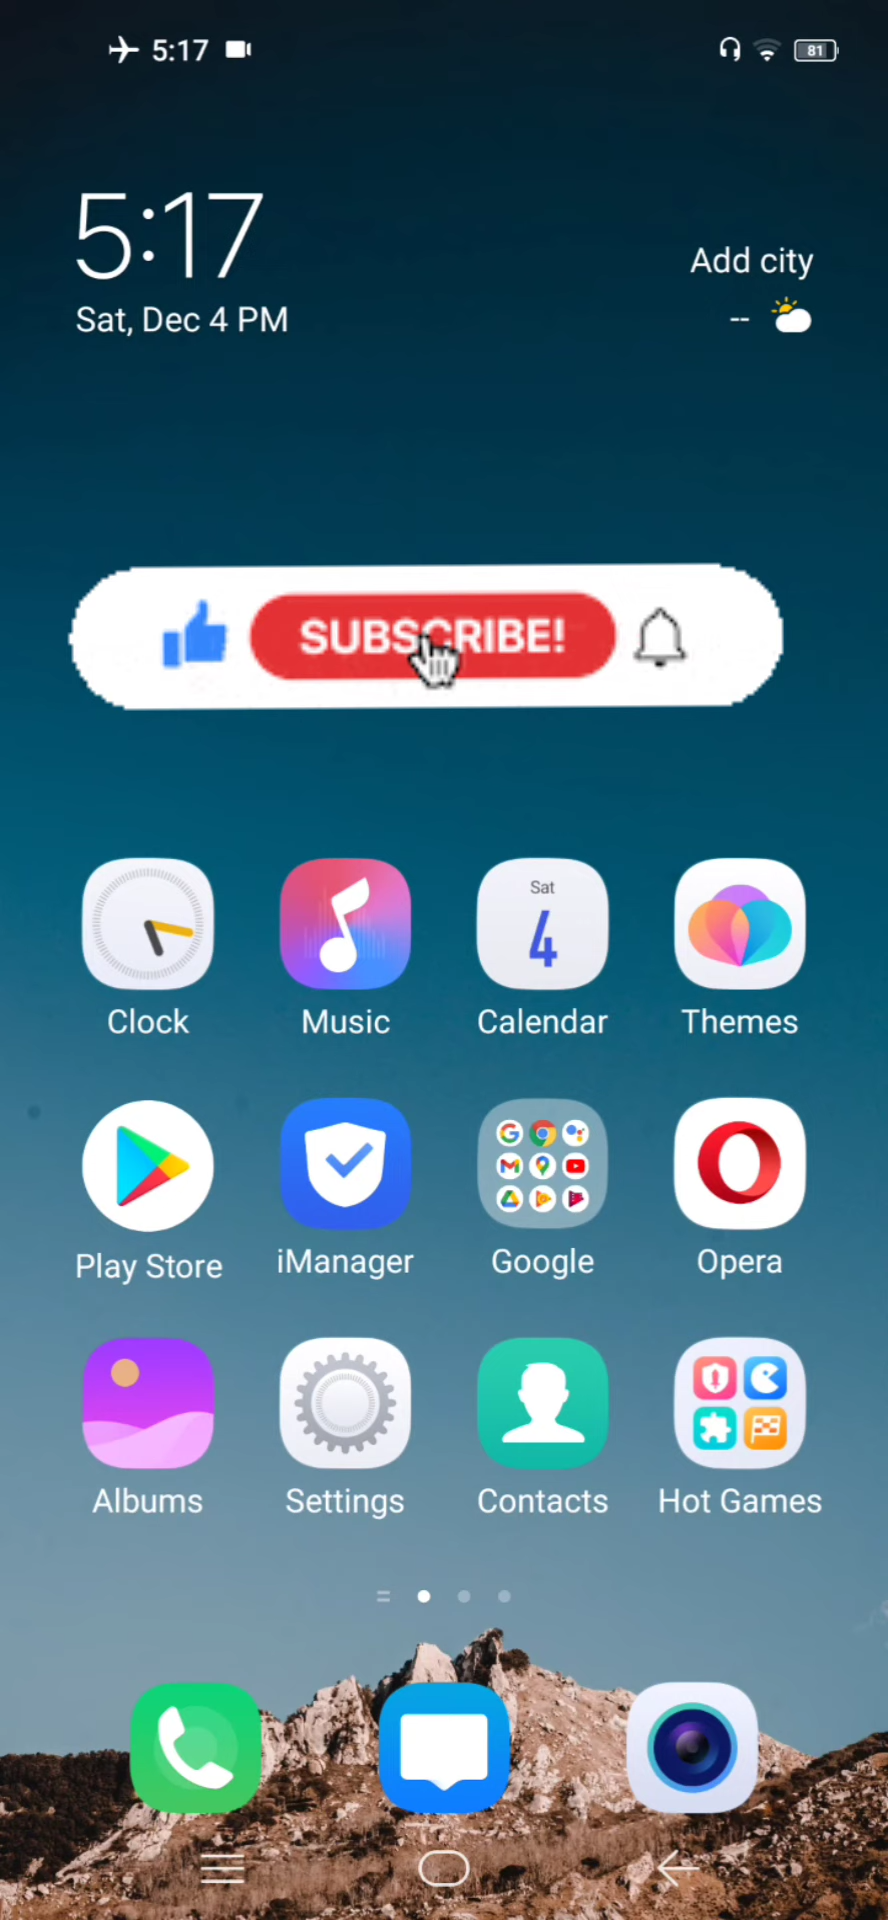 5:17
81
5:17
Sat, Dec 4 PM
Add city
--
SUBSCRIBE!
Sat
4
Clock
Music
Calendar
Themes
Play Store
iManager
Google
Opera
Albums
Settings
Contacts
Hot Games